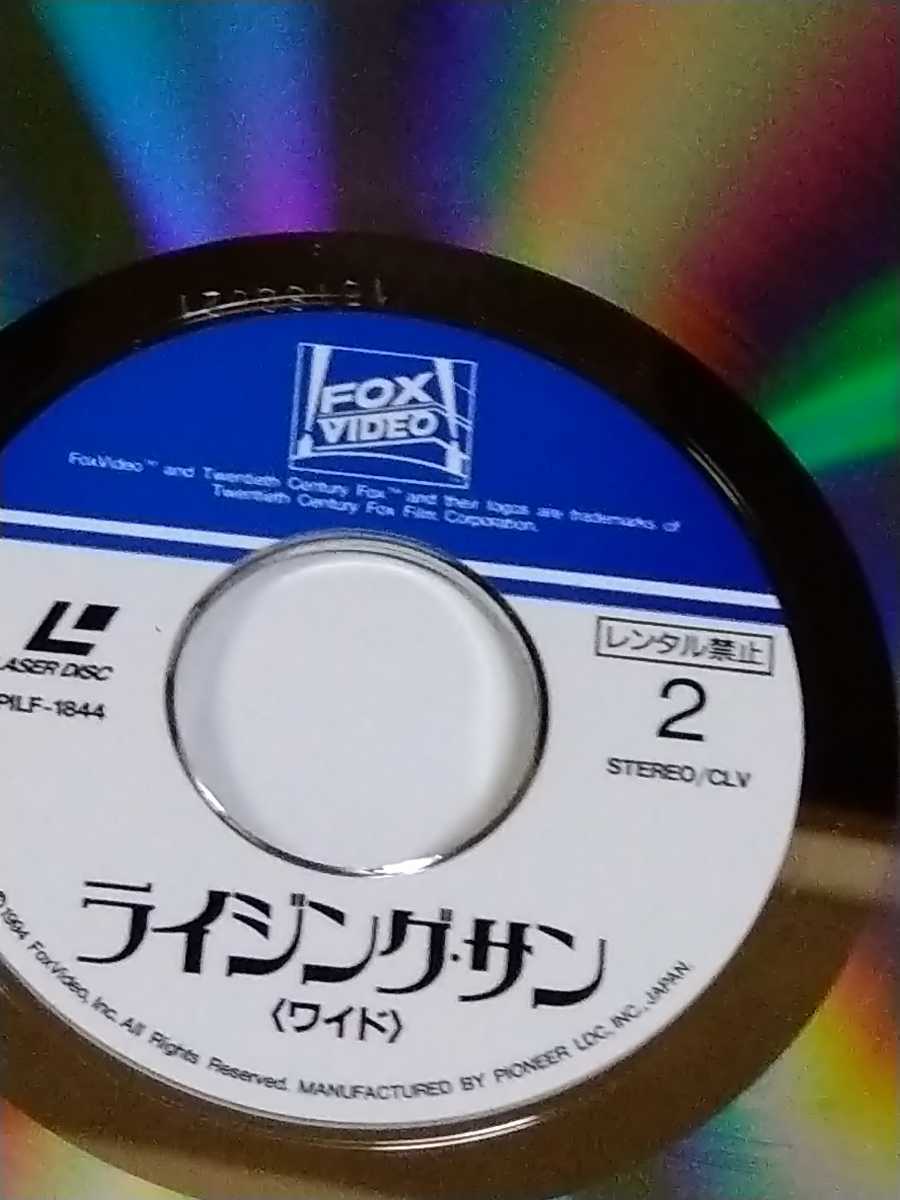 FOX
VIDEO
FoxVideo™ and Twentieth Century Fox™ and their logos are trademarks of
Twentieth Century Fox Film Corporation.
レンタル禁止
LASER DISC
2
PILF-1844
STEREO/CLV
ライジング・サン
〈ワイド〉
©1994 FoxVideo, Inc. All Rights Reserved. MANUFACTURED BY PIONEER LDC, INC., JAPAN.